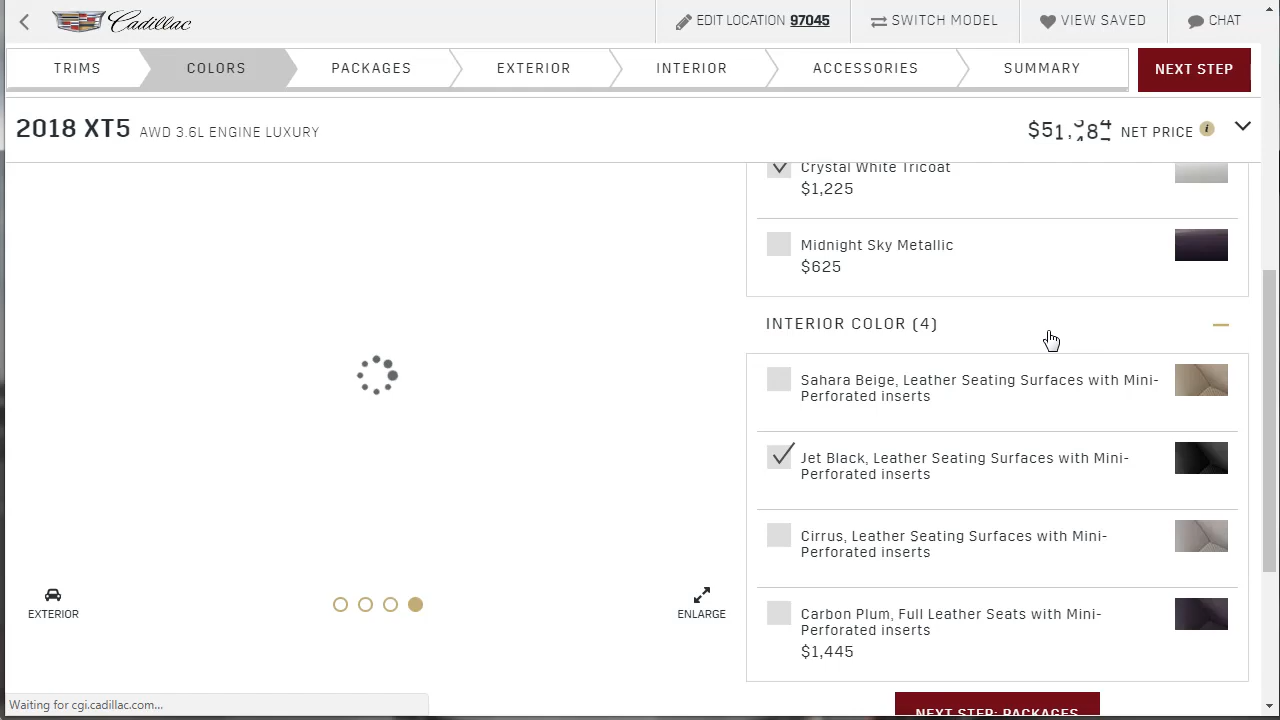 Cadillac
EDIT LOCATION 97045
SWITCH MODEL
VIEW SAVED
CHAT
TRIMS
COLORS
PACKAGES
EXTERIOR
INTERIOR
ACCESSORIES
SUMMARY
NEXT STEP
2018 XT5 AWD 3.6L ENGINE LUXURY
NET PRICE
Crystal White Tricoat
$1,225
Midnight Sky Metallic
$625
INTERIOR COLOR (4)
Sahara Beige, Leather Seating Surfaces with Mini-
Perforated inserts
Jet Black, Leather Seating Surfaces with Mini-
Perforated inserts
Cirrus, Leather Seating Surfaces with Mini-
Perforated inserts
Carbon Plum, Full Leather Seats with Mini-
Perforated inserts
$1,445
EXTERIOR
ENLARGE
NEXT STEP: PACKAGES
Waiting for cgi.cadillac.com...